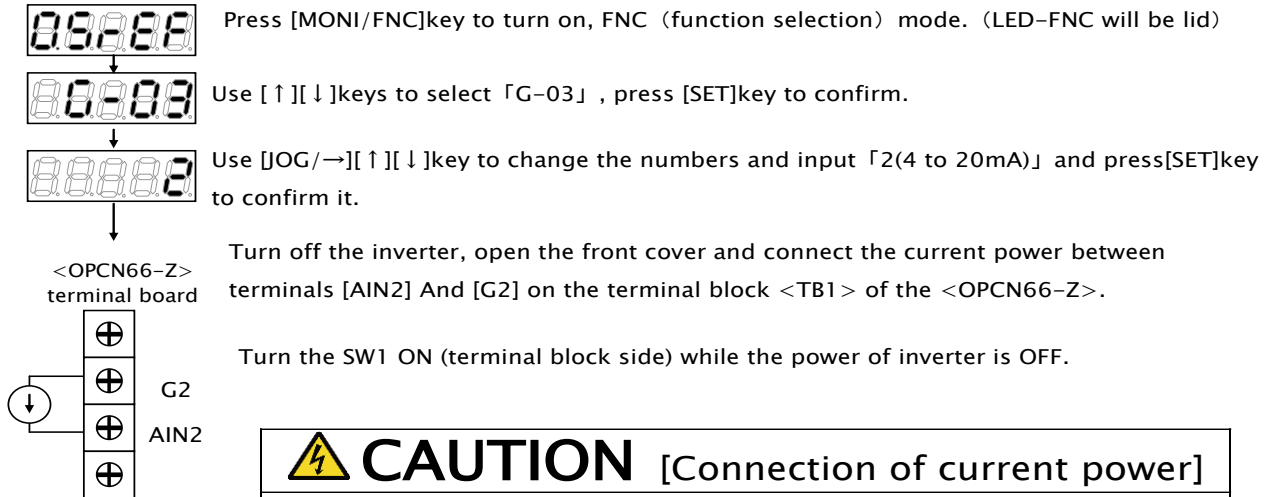 0.5rEF
Press [MONI/FNC]key to turn on, FNC（function selection）mode.（LED-FNC will be lid）
G-03
Use [↑][↓]keys to select「G-03」, press [SET]key to confirm.
2
Use [JOG/→][↑][↓]key to change the numbers and input「2(4 to 20mA)」and press[SET]key
to confirm it.
Turn off the inverter, open the front cover and connect the current power between
terminals [AIN2] And [G2] on the terminal block <TB1> of the <OPCN66-Z>.
<OPCN66-Z>
terminal board
Turn the SW1 ON (terminal block side) while the power of inverter is OFF.
G2
AIN2
CAUTION [Connection of current power]